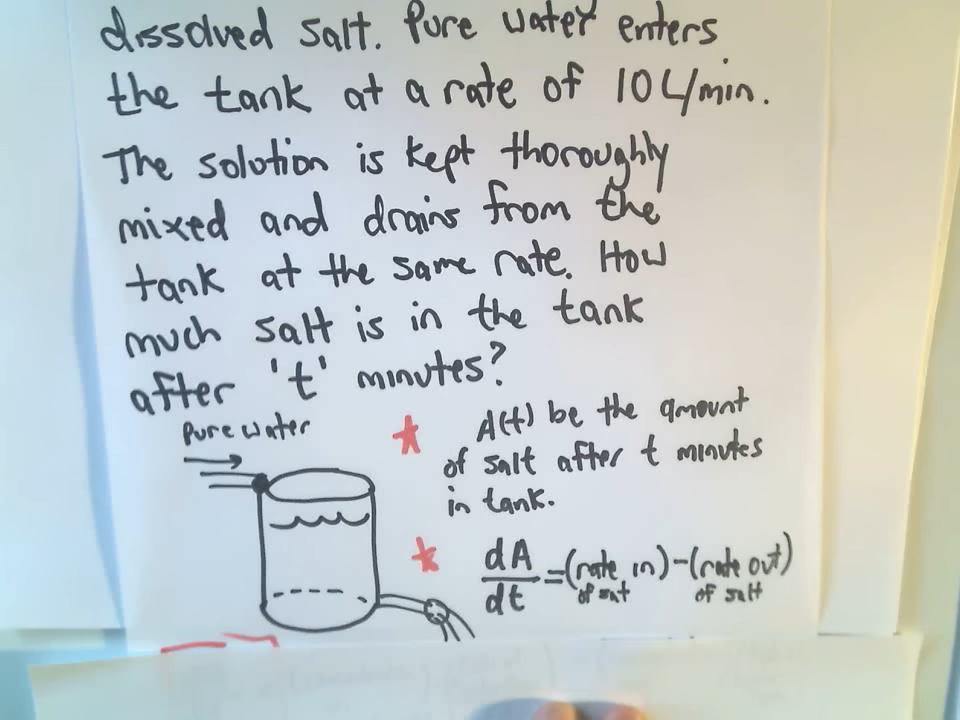 dissolved salt. Pure water enters
the tank at a rate of 10 L/min.
The solution is kept thoroughly
mixed and drains from the
tank at the same rate. How
much salt is in the tank
after 't' minutes?
Pure water
* A(t) be the amount
of salt after t minutes
in tank.
* dA/dt = (rate in) - (rate out)
of salt of salt